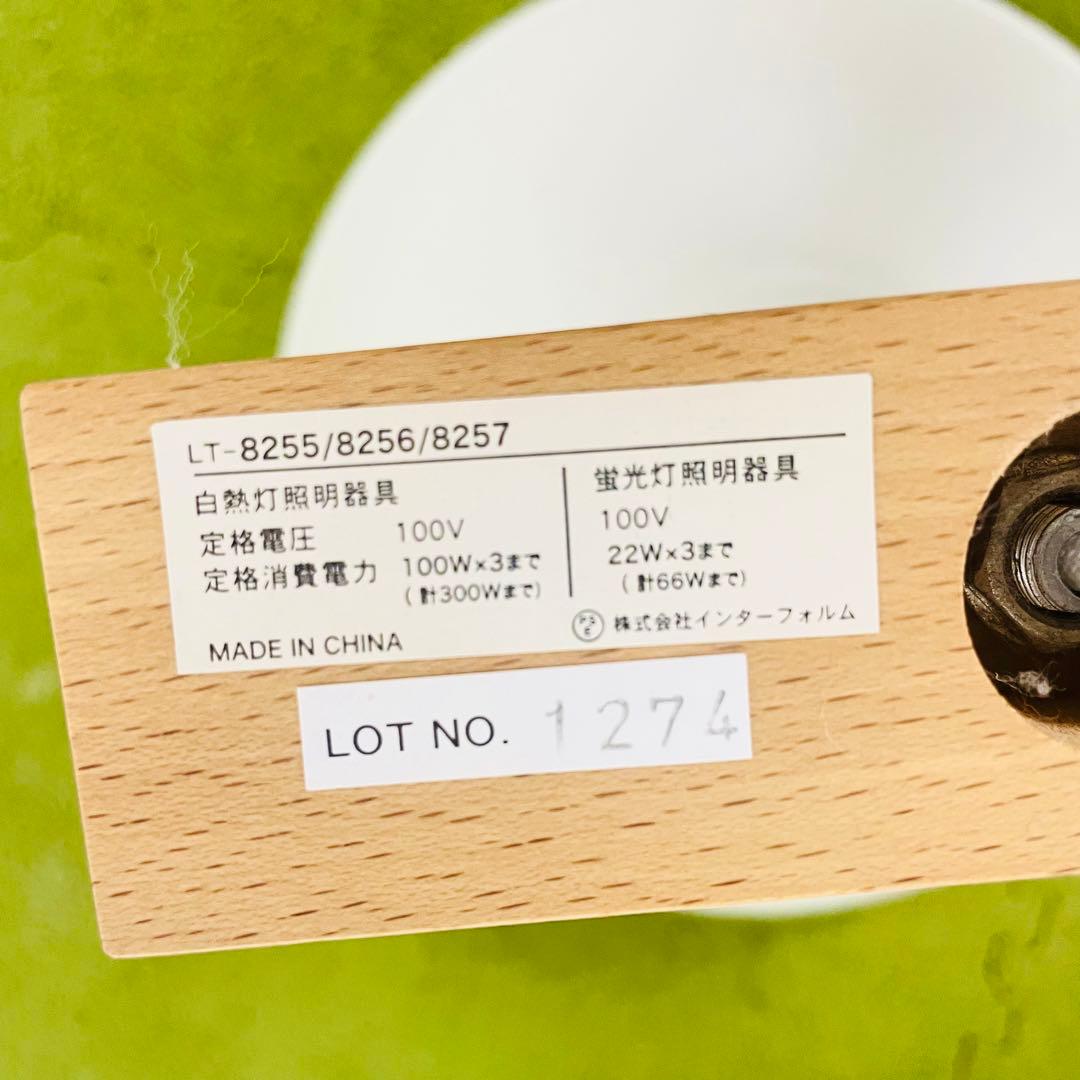 LT-8255/8256/8257
白熱灯照明器具
定格電圧 100V
定格消費電力 100W×3まで
(計300Wまで)
MADE IN CHINA
蛍光灯照明器具
100V
22W×3まで
(計66Wまで)
PSE 株式会社インターフォルム
LOT NO. 1274